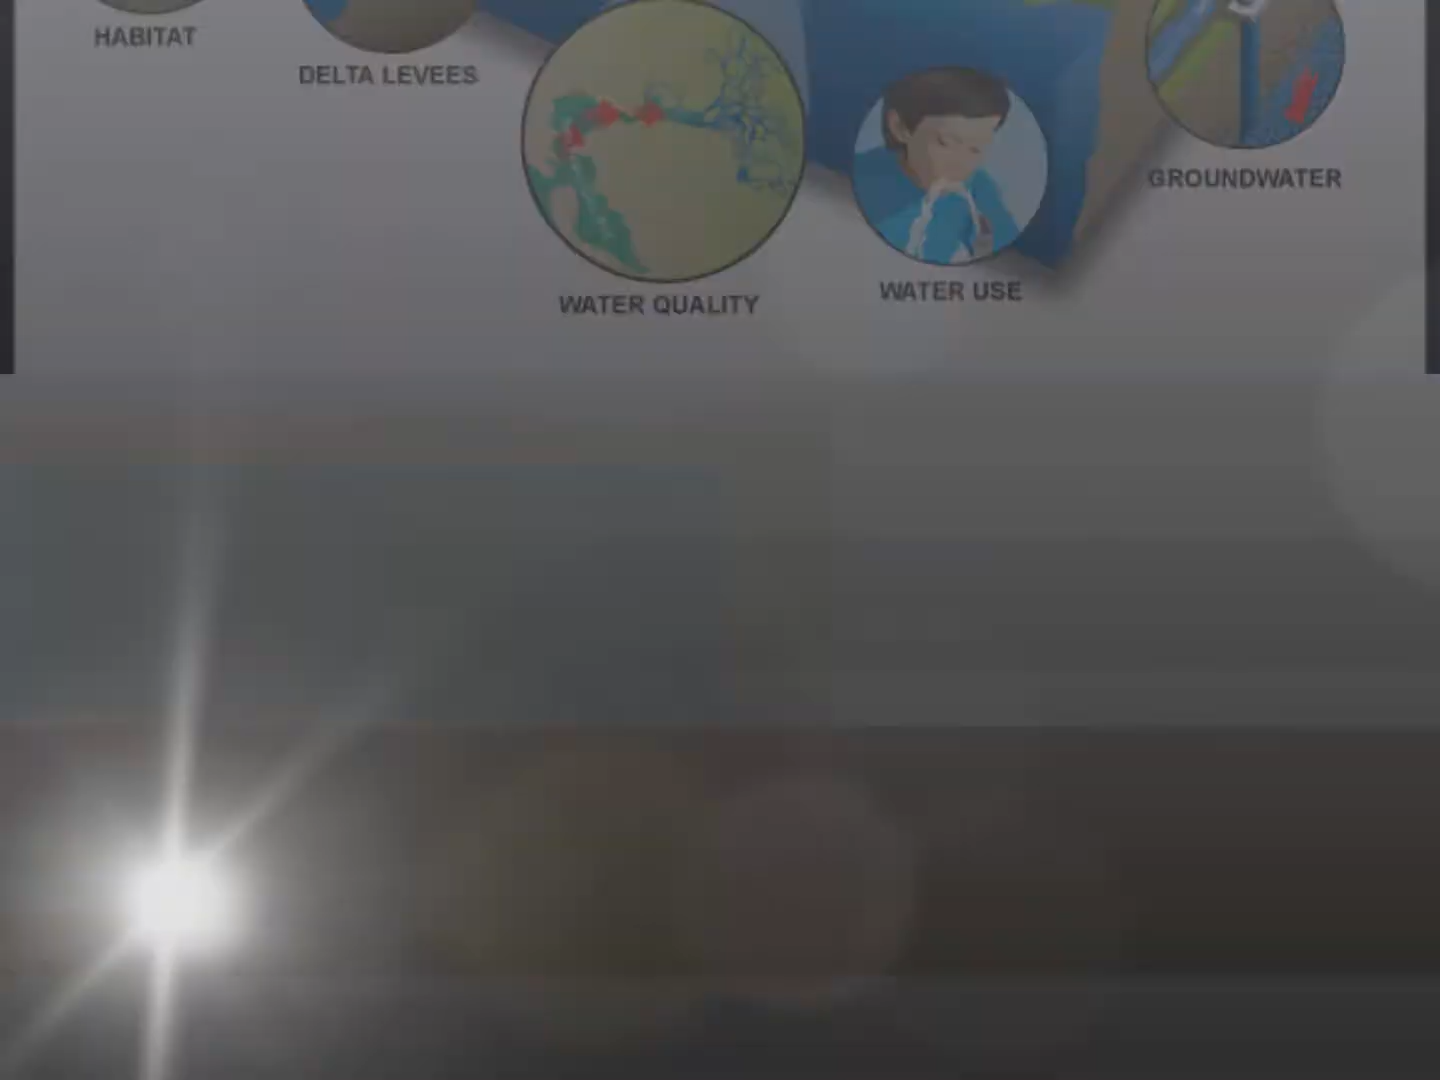 HABITAT
DELTA LEVEES
GROUNDWATER
WATER USE
WATER QUALITY